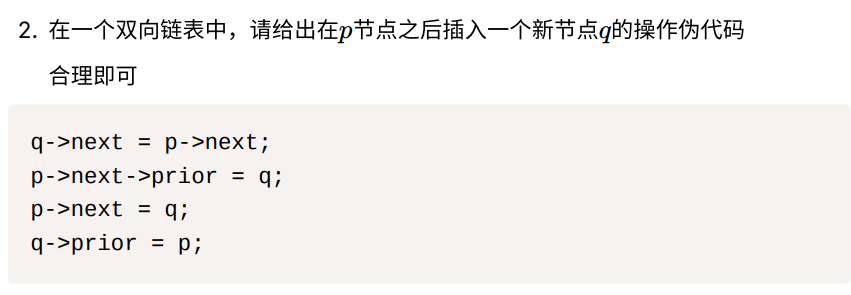 2. 在一个双向链表中，请给出在p节点之后插入一个新节点q的操作伪代码
合理即可
q->next = p->next;
p->next->prior = q;
p->next = q;
q->prior = p;